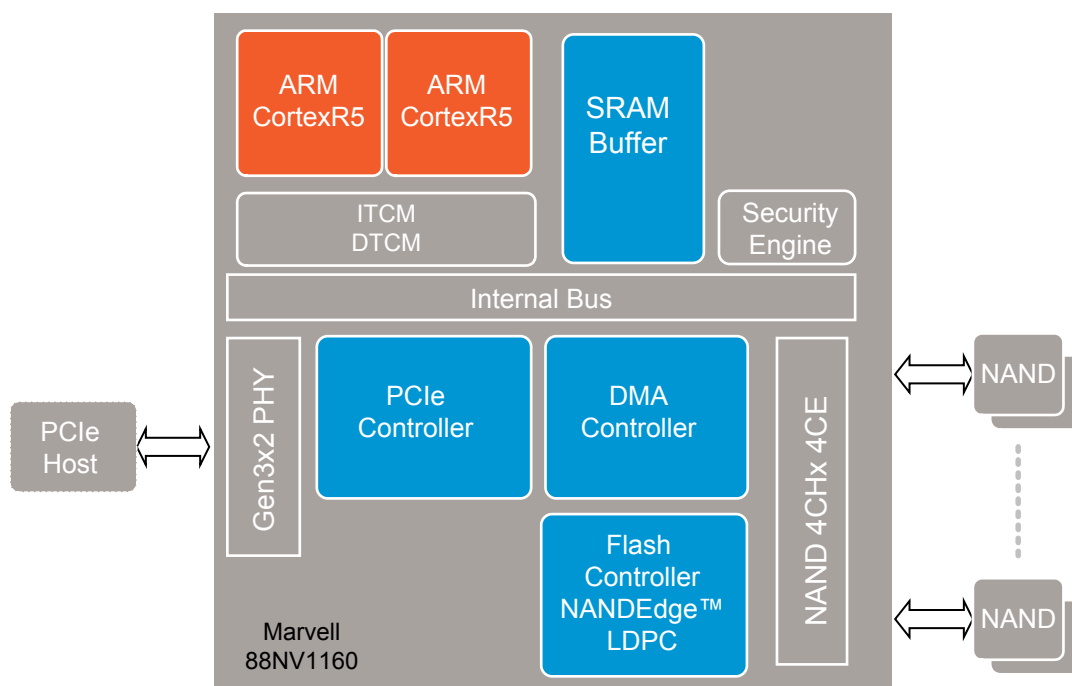 ARM
CortexR5
ARM
CortexR5
SRAM
Buffer
ITCM
DTCM
Security
Engine
Internal Bus
PCIe
Host
Gen3x2 PHY
PCIe
Controller
DMA
Controller
Flash
Controller
NANDEdge™
LDPC
NAND 4CHx 4CE
NAND
NAND
Marvell
88NV1160